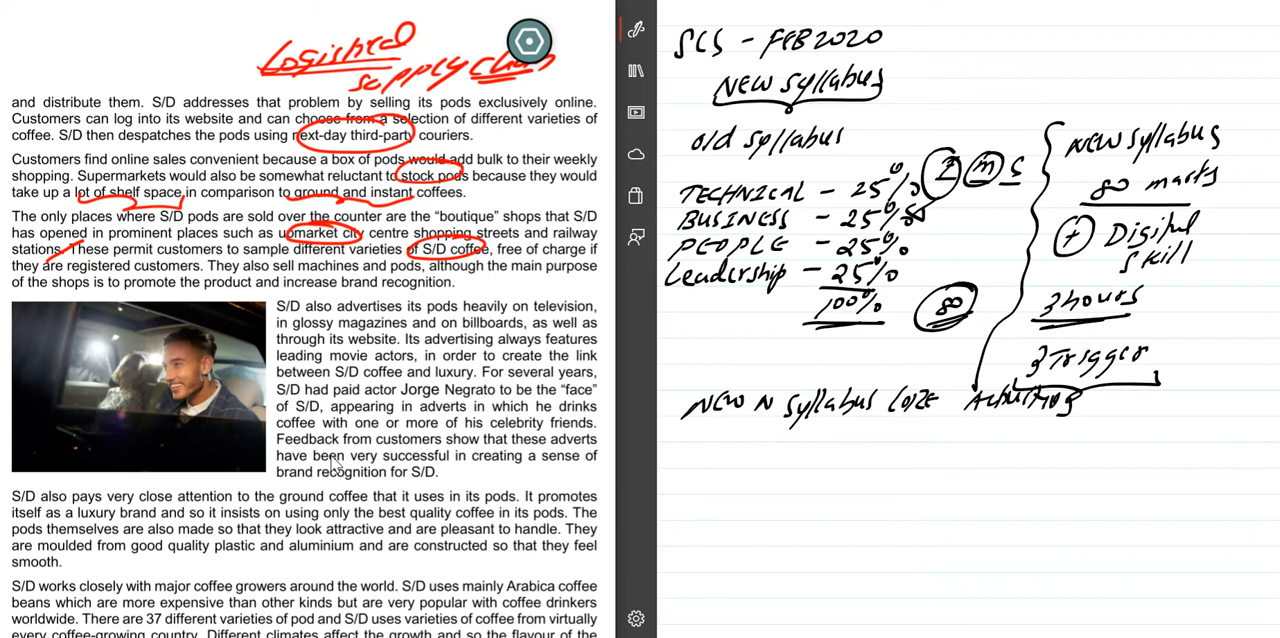 Logistical
supply chain
and distribute them. S/D addresses that problem by selling its pods exclusively online.
Customers can log into its website and can choose from a selection of different varieties of
coffee. S/D then despatches the pods using next-day third-party couriers.
Customers find online sales convenient because a box of pods would add bulk to their weekly
shopping. Supermarkets would also be somewhat reluctant to stock pods because they would
take up a lot of shelf space in comparison to ground and instant coffees.
The only places where S/D pods are sold over the counter are the “boutique” shops that S/D
has opened in prominent places such as upmarket city centre shopping streets and railway
stations. These permit customers to sample different varieties of S/D coffee, free of charge if
they are registered customers. They also sell machines and pods, although the main purpose
of the shops is to promote the product and increase brand recognition.
S/D also advertises its pods heavily on television,
in glossy magazines and on billboards, as well as
through its website. Its advertising always features
leading movie actors, in order to create the link
between S/D coffee and luxury. For several years,
S/D had paid actor Jorge Negrato to be the “face”
of S/D, appearing in adverts in which he drinks
coffee with one or more of his celebrity friends.
Feedback from customers show that these adverts
have been very successful in creating a sense of
brand recognition for S/D.
S/D also pays very close attention to the ground coffee that it uses in its pods. It promotes
itself as a luxury brand and so it insists on using only the best quality coffee in its pods. The
pods themselves are also made so that they look attractive and are pleasant to handle. They
are moulded from good quality plastic and aluminium and are constructed so that they feel
smooth.
S/D works closely with major coffee growers around the world. S/D uses mainly Arabica coffee
beans which are more expensive than other kinds but are very popular with coffee drinkers
worldwide. There are 37 different varieties of pod and S/D uses varieties of coffee from virtually
every coffee-growing country. Different climates affect the growth and so the flavour of the
SCS - FEB 2020
NEW syllabus
old syllabus
TECHNICAL - 25%
BUSINESS - 25%
PEOPLE - 25%
Leadership - 25%
100%
80
NEW syllabus
80 marks
+ Digital
skill
3 hours
3 Trigger
NEW N syllabus CORE Activities